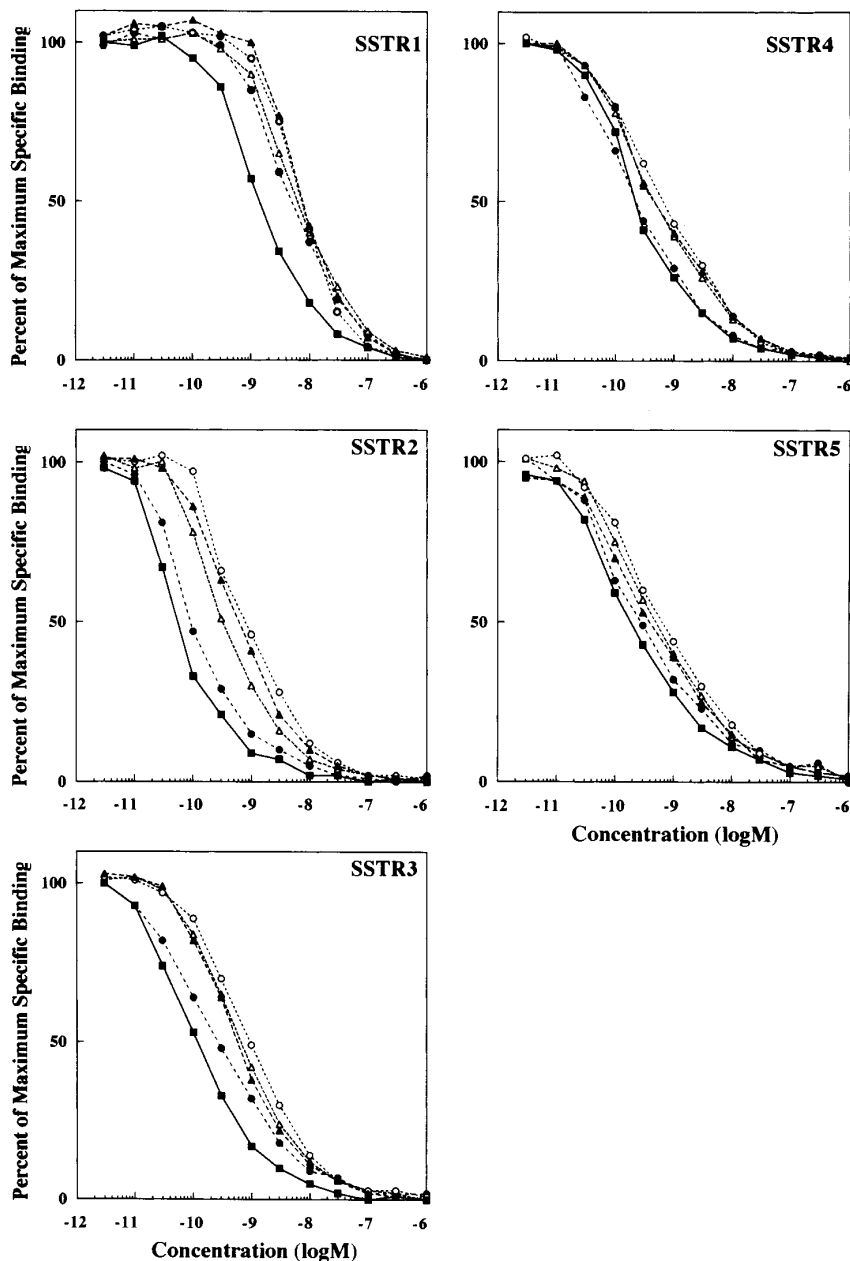 SSTR1
Percent of Maximum Specific Binding
100
50
0
-12 -11 -10 -9 -8 -7 -6
SSTR4
100
50
0
-12 -11 -10 -9 -8 -7 -6
SSTR2
Percent of Maximum Specific Binding
100
50
0
-12 -11 -10 -9 -8 -7 -6
SSTR5
100
50
0
-12 -11 -10 -9 -8 -7 -6
Concentration (logM)
SSTR3
Percent of Maximum Specific Binding
100
50
0
-12 -11 -10 -9 -8 -7 -6
Concentration (logM)